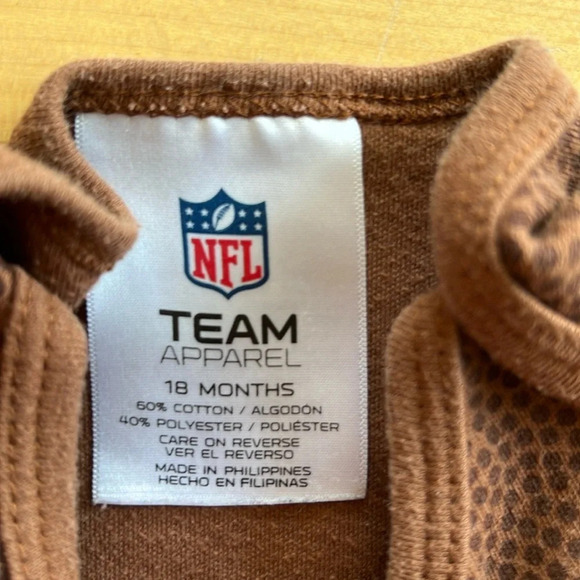 NFL
TEAM
APPAREL
18 MONTHS
60% COTTON / ALGODÓN
40% POLYESTER / POLIÉSTER
CARE ON REVERSE
VER EL REVERSO
MADE IN PHILIPPINES
HECHO EN FILIPINAS